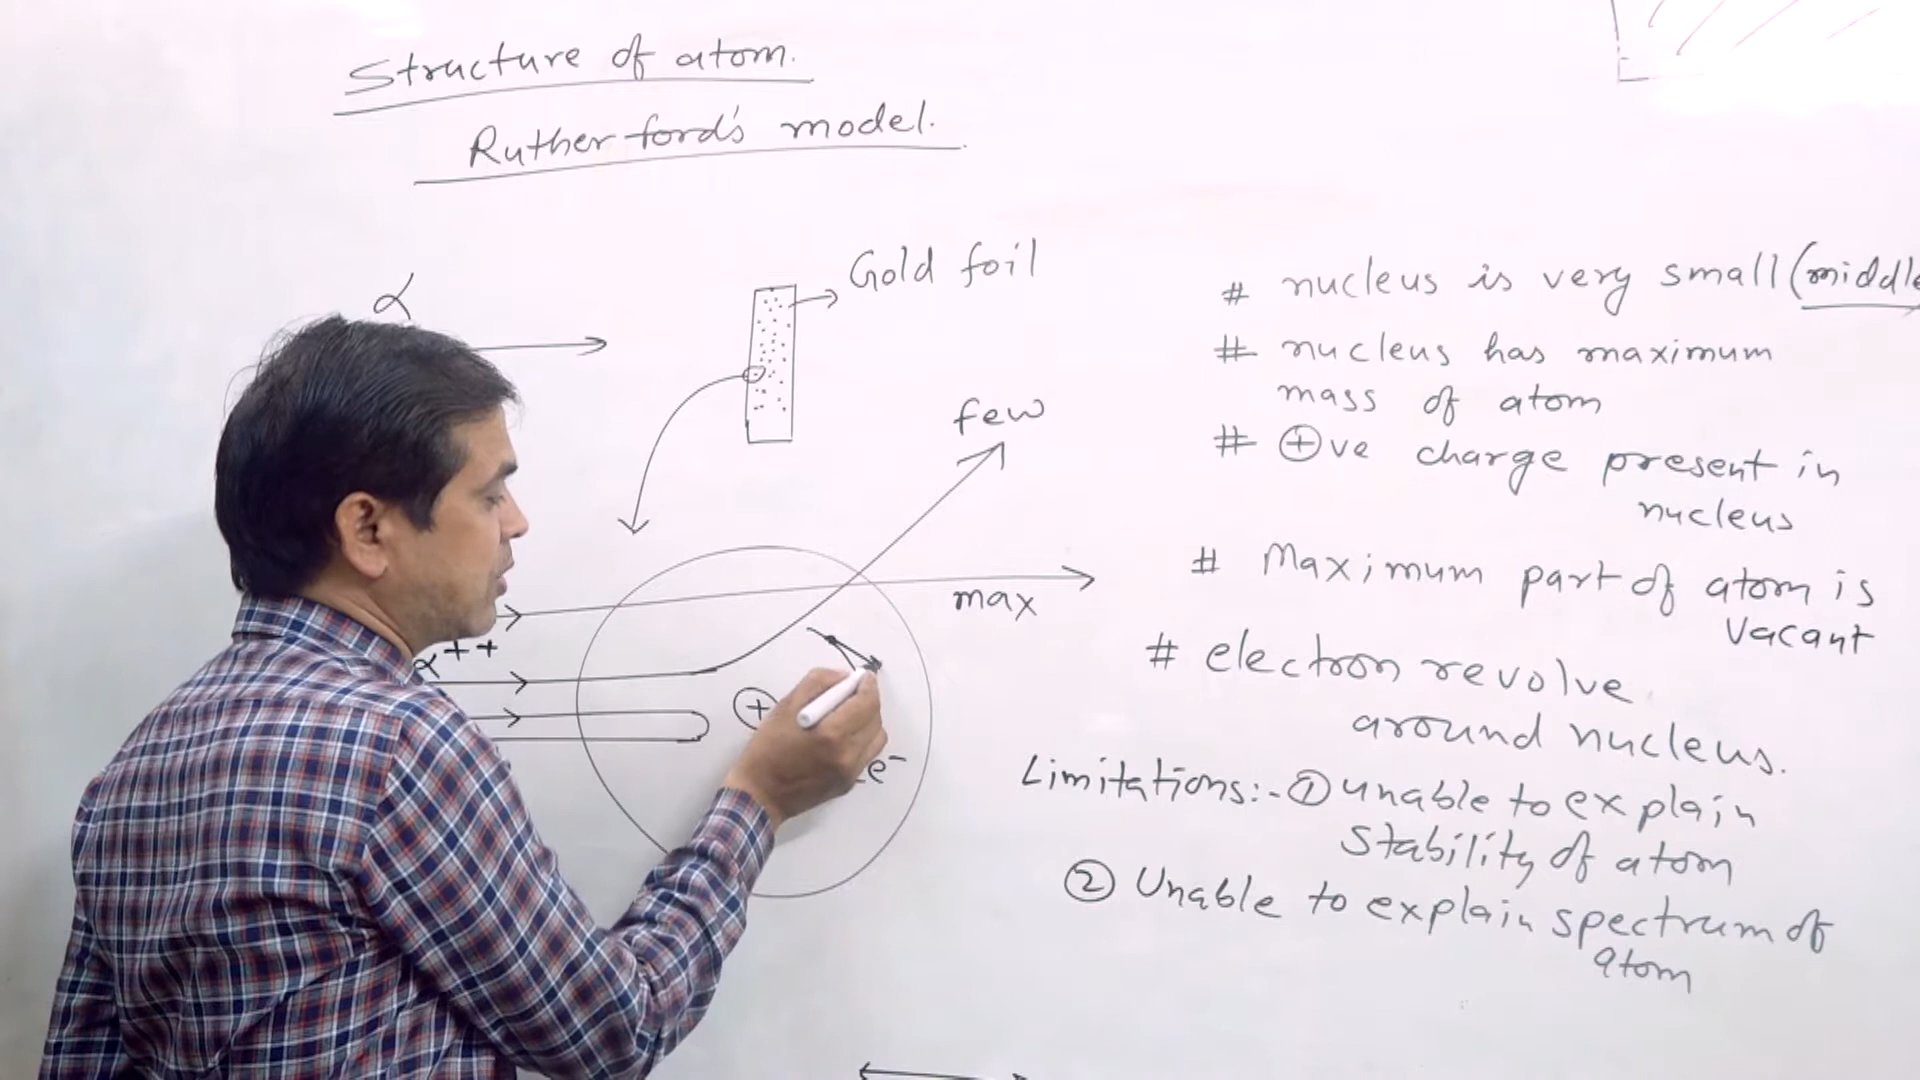 Structure of atom.
Rutherford's model.
α
Gold foil
few
max
α++
+
e-
# nucleus is very small (middle
# nucleus has maximum
mass of atom
# ⊕ve charge present in
nucleus
# Maximum part of atom is
Vacant
# electron revolve
around nucleus.
Limitations:- ① unable to explain
Stability of atom
② Unable to explain spectrum of
atom